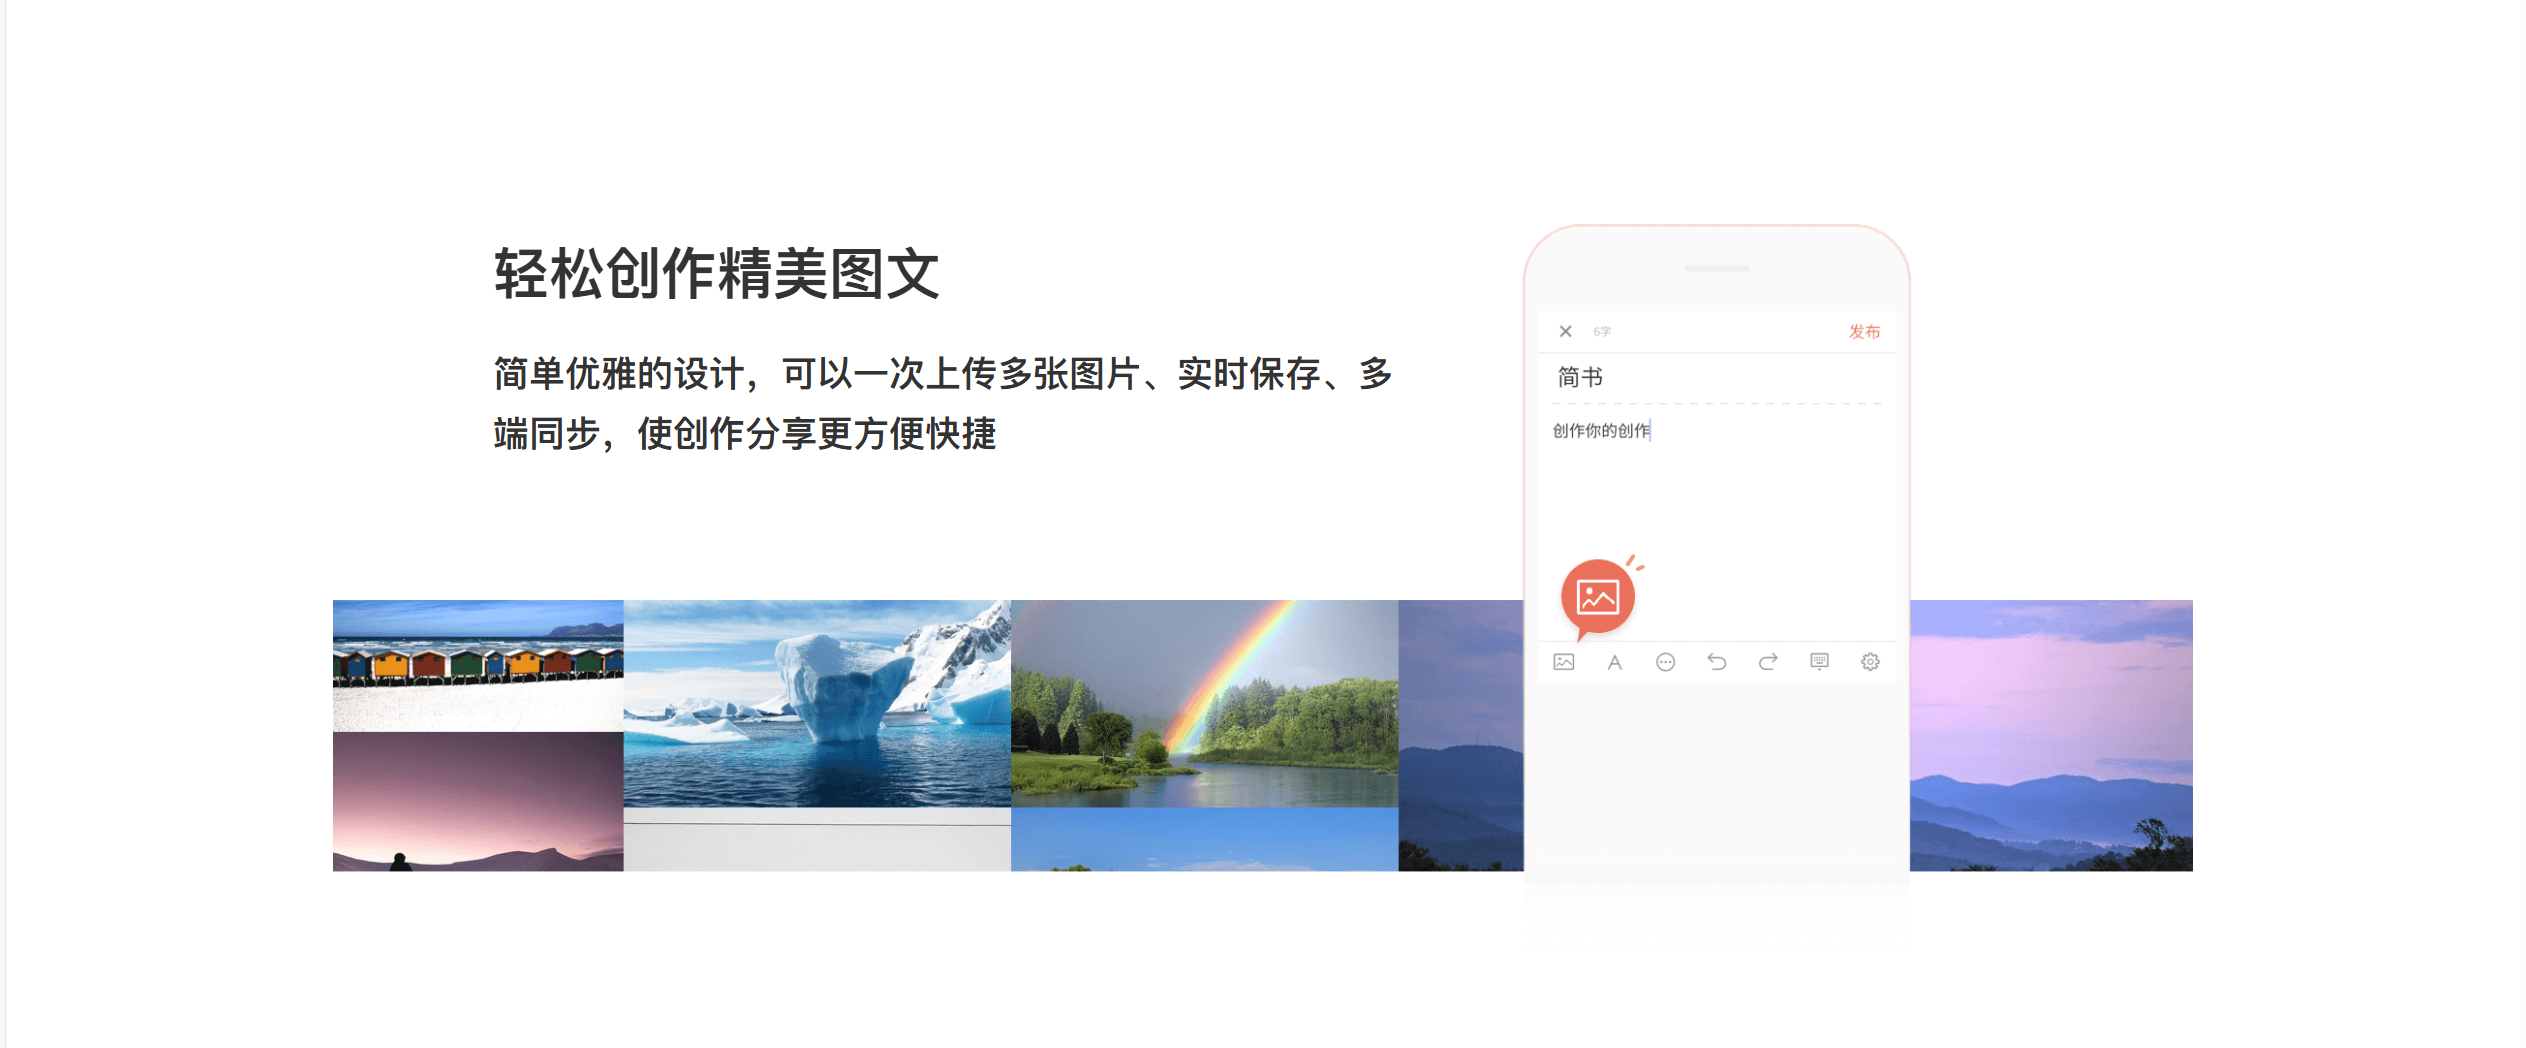 轻松创作精美图文
简单优雅的设计，可以一次上传多张图片、实时保存、多
端同步，使创作分享更方便快捷
6字
发布
简书
创作你的创作